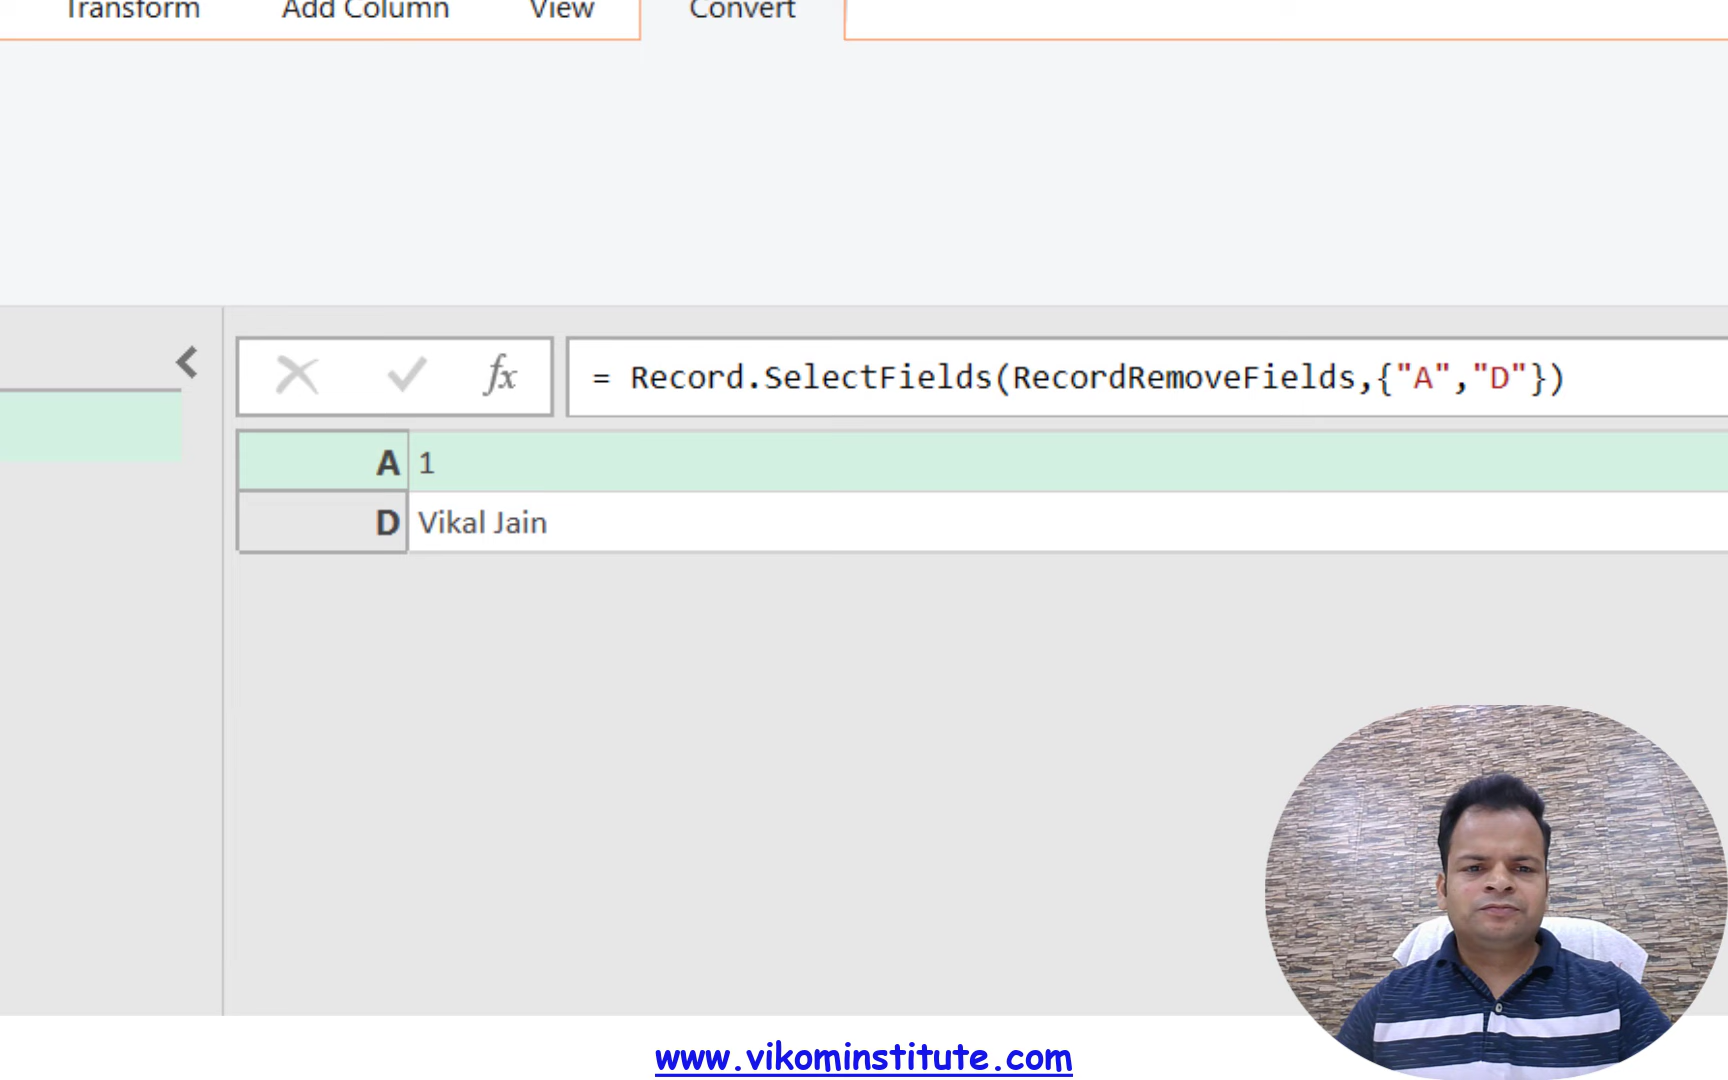 Transform Add Column View Convert
fx = Record.SelectFields(RecordRemoveFields,{"A","D"})
A 1
D Vikal Jain
www.vikominstitute.com